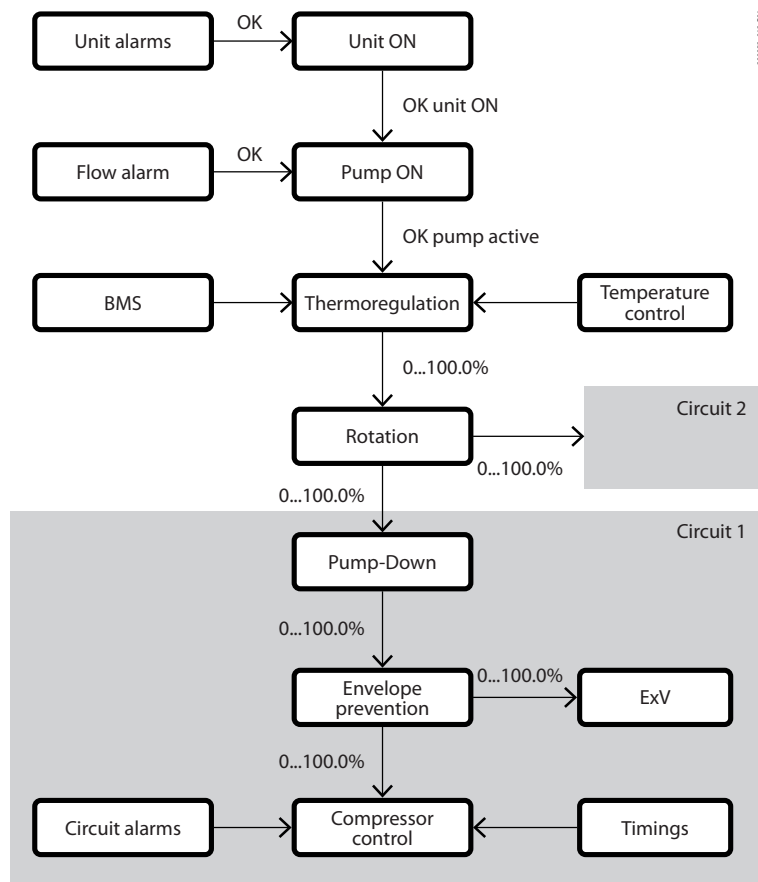 Unit alarms
OK
Unit ON
OK unit ON
Flow alarm
OK
Pump ON
OK pump active
BMS
Thermoregulation
Temperature
control
0...100.0%
Rotation
0...100.0%
Circuit 2
0...100.0%
Circuit 1
Pump-Down
0...100.0%
Envelope
prevention
0...100.0%
ExV
0...100.0%
Circuit alarms
Compressor
control
Timings